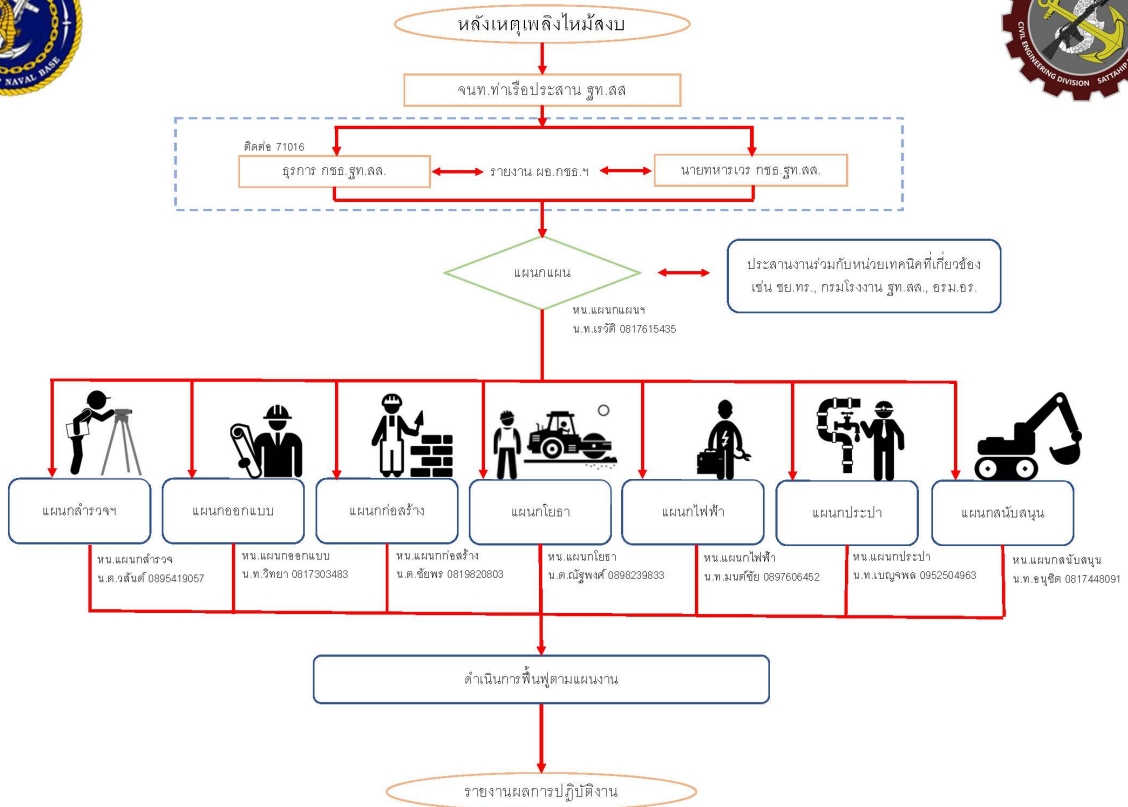 NAVAL BASE
CIVIL ENGINEERING DIVISION SATTAHIP
หลังเหตุเพลิงไหม้สงบ
จนท.ท่าเรือประสาน ฐท.สส
ติดต่อ 71016
ธุรการ กชธ.ฐท.สส.
รายงาน ผอ.กชธ.ฯ
นายทหารเวร กชธ.ฐท.สส.
แผนกแผน
ประสานงานร่วมกับหน่วยเทคนิคที่เกี่ยวข้อง
เช่น ชย.ทร., กรมโรงงาน ฐท.สส., อรม.อร.
หน.แผนกแผนฯ
น.ท.เรวัติ 0817615435
แผนกสำรวจฯ
แผนกออกแบบ
แผนกก่อสร้าง
แผนกโยธา
แผนกไฟฟ้า
แผนกประปา
แผนกสนับสนุน
หน.แผนกสำรวจ
น.ต.วสันต์ 0895419057
หน.แผนกออกแบบ
น.ท.วิทยา 0817303483
หน.แผนกก่อสร้าง
น.ต.ชัยพร 0819820803
หน.แผนกโยธา
น.ต.ณัฐพงศ์ 0898239833
หน.แผนกไฟฟ้า
น.ท.มนต์ชัย 0897606452
หน.แผนกประปา
น.ท.เบญจพล 0952504963
หน.แผนกสนับสนุน
น.ท.อนุชิต 0817448091
ดำเนินการฟื้นฟูตามแผนงาน
รายงานผลการปฏิบัติงาน